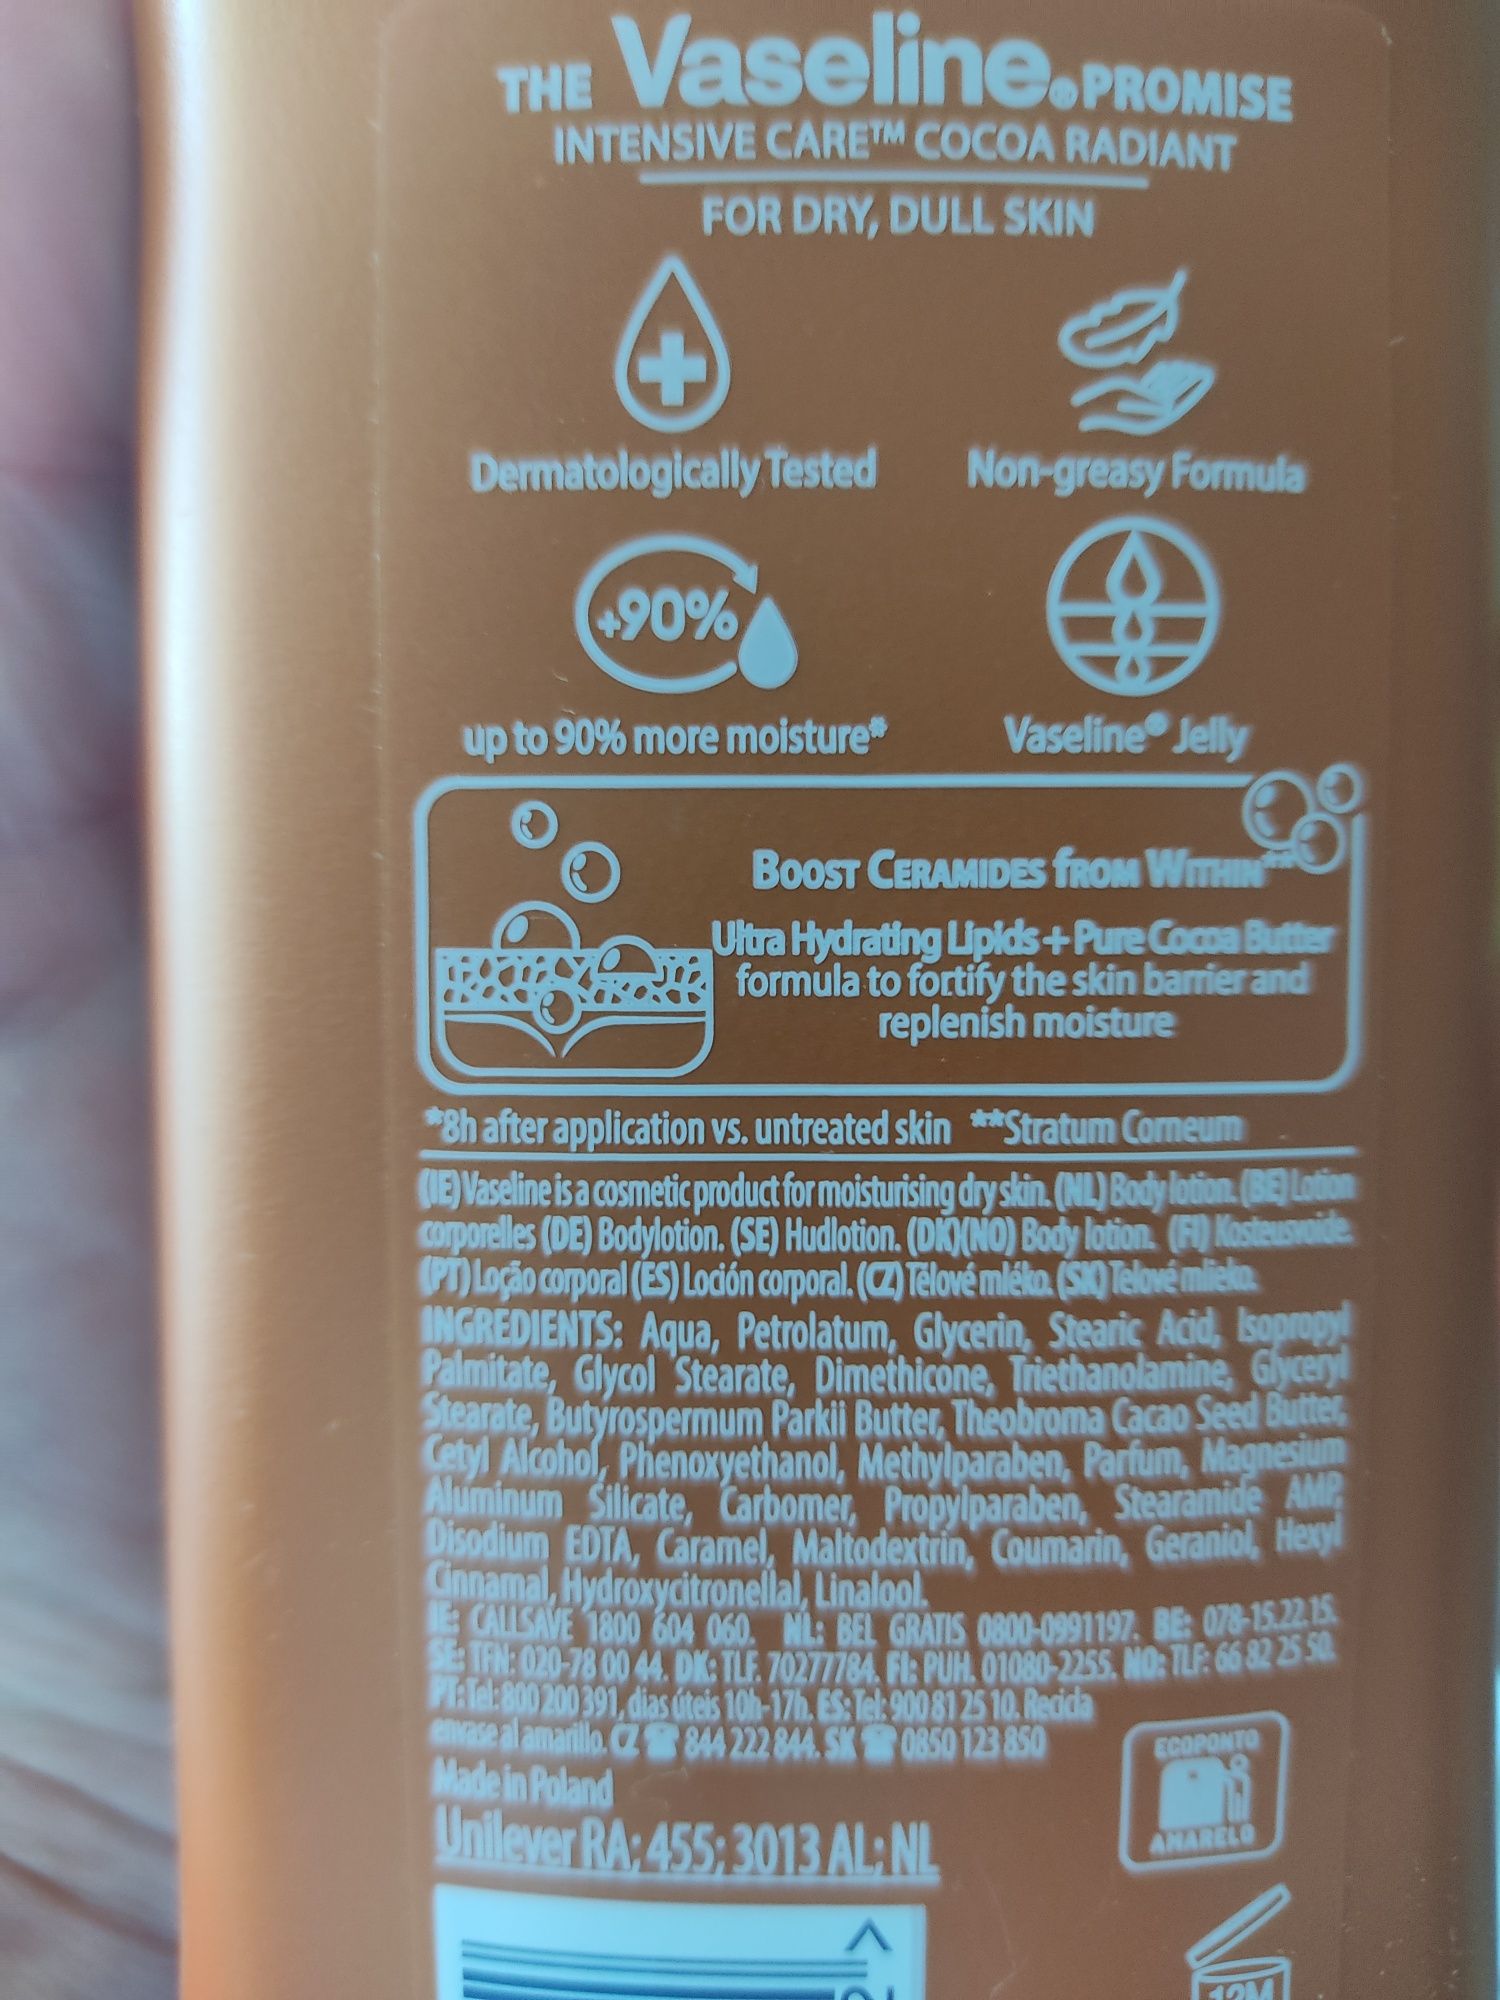 THE Vaseline® PROMISE
INTENSIVE CARE™ COCOA RADIANT
FOR DRY, DULL SKIN
Dermatologically Tested
Non-greasy Formula
+90%
up to 90% more moisture*
Vaseline® Jelly
BOOST CERAMIDES FROM WITHIN**
Ultra Hydrating Lipids + Pure Cocoa Butter
formula to fortify the skin barrier and
replenish moisture
*8h after application vs. untreated skin **Stratum Corneum
(IE) Vaseline is a cosmetic product for moisturising dry skin. (NL) Body lotion. (BE) Lotion
corporelles (DE) Bodylotion. (SE) Hudlotion. (DK)(NO) Body lotion. (FI) Kosteusvoide.
(PT) Loção corporal (ES) Loción corporal. (CZ) Tělové mléko. (SK) Telové mlieko.
INGREDIENTS: Aqua, Petrolatum, Glycerin, Stearic Acid, Isopropyl
Palmitate, Glycol Stearate, Dimethicone, Triethanolamine, Glyceryl
Stearate, Butyrospermum Parkii Butter, Theobroma Cacao Seed Butter,
Cetyl Alcohol, Phenoxyethanol, Methylparaben, Parfum, Magnesium
Aluminum Silicate, Carbomer, Propylparaben, Stearamide AMP,
Disodium EDTA, Caramel, Maltodextrin, Coumarin, Geraniol, Hexyl
Cinnamal, Hydroxycitronellal, Linalool.
IE: CALLSAVE 1800 604 060. NL: BEL GRATIS 0800-0991197. BE: 078-15.22.15.
SE: TFN: 020-78 00 44. DK: TLF. 70277784. FI: PUH. 01080-2255. NO: TLF: 66 82 25 50.
PT: Tel: 800 200 391, dias úteis 10h-17h. ES: Tel: 900 81 25 10. Recicla
envase al amarillo. CZ ☎ 844 222 844. SK ☎ 0850 123 850
Made in Poland
ECOPONTO
AMARELO
Unilever RA; 455; 3013 AL; NL
12M